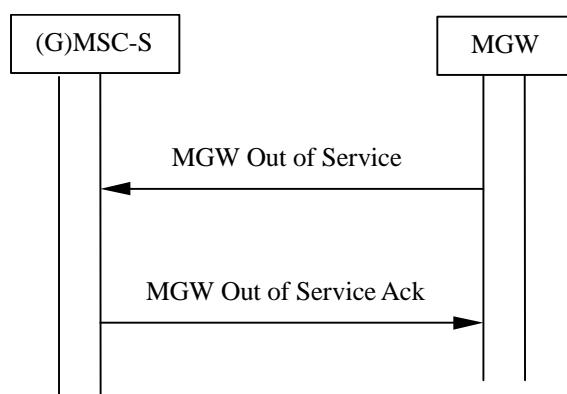 (G)MSC-S
MGW
MGW Out of Service
MGW Out of Service Ack